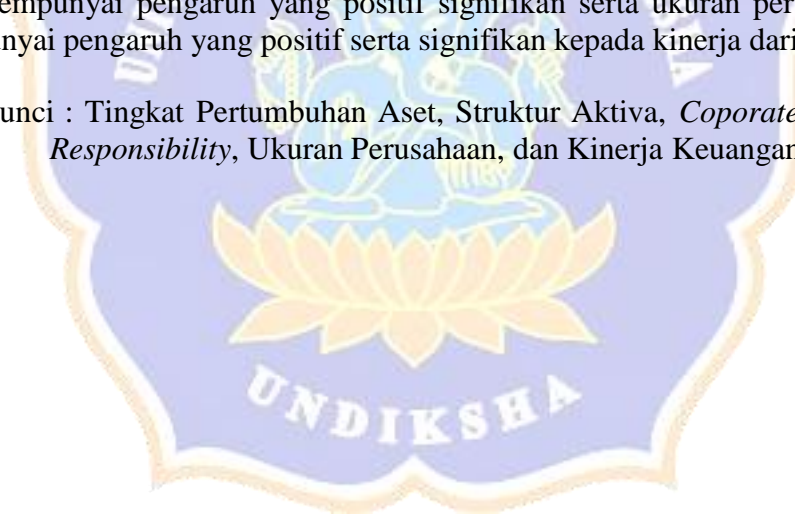 empunyai pengaruh yang positif signifikan serta ukuran per
nyai pengaruh yang positif serta signifikan kepada kinerja dari
unci : Tingkat Pertumbuhan Aset, Struktur Aktiva, Coporate
Responsibility, Ukuran Perusahaan, dan Kinerja Keuangan
UNDIKSHA